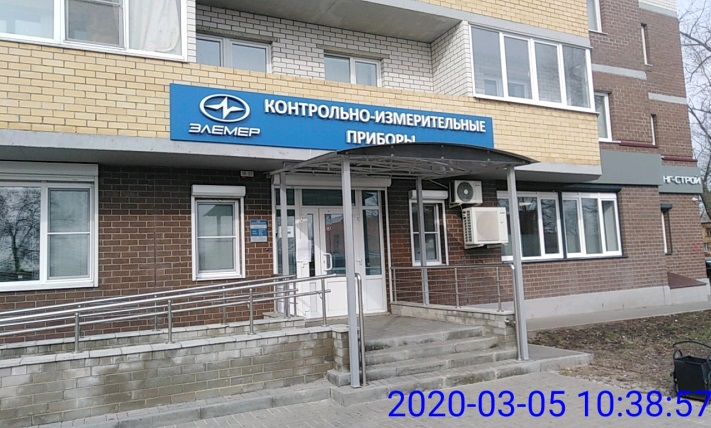 ЭЛЕМЕР
КОНТРОЛЬНО-ИЗМЕРИТЕЛЬНЫЕ
ПРИБОРЫ
НГ-СТРОЙ
2020-03-05 10:38:57